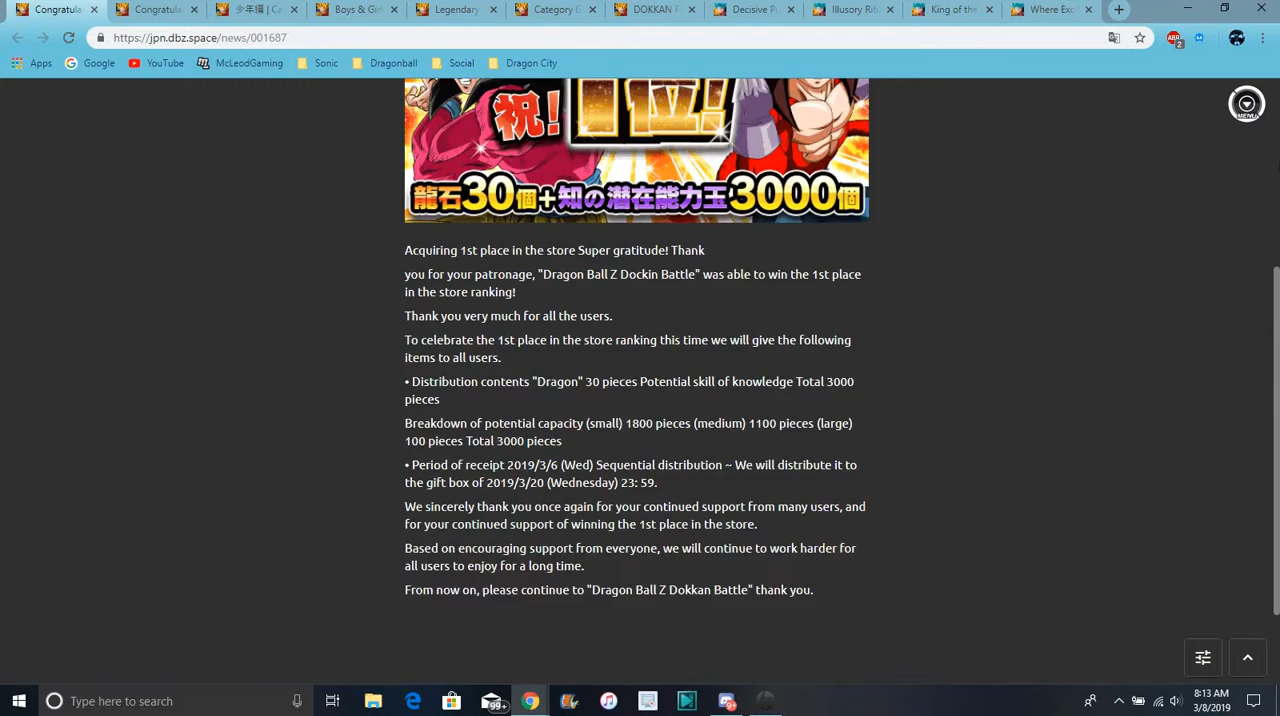 Congratula
Congratula
少年編 | Ca
Boys & Girl
Legendary
Category G
DOKKAN F
Decisive Pu
Illusory Ritu
King of the
Where Exc
https://jpn.dbz.space/news/001687
ABP
2
Apps
Google
YouTube
McLeodGaming
Sonic
Dragonball
Social
Dragon City
祝!
1位!
龍石30個+知の潜在能力玉3000個
MENU
Acquiring 1st place in the store Super gratitude! Thank
you for your patronage, "Dragon Ball Z Dockin Battle" was able to win the 1st place
in the store ranking!
Thank you very much for all the users.
To celebrate the 1st place in the store ranking this time we will give the following
items to all users.
• Distribution contents "Dragon" 30 pieces Potential skill of knowledge Total 3000
pieces
Breakdown of potential capacity (small) 1800 pieces (medium) 1100 pieces (large)
100 pieces Total 3000 pieces
• Period of receipt 2019/3/6 (Wed) Sequential distribution ~ We will distribute it to
the gift box of 2019/3/20 (Wednesday) 23: 59.
We sincerely thank you once again for your continued support from many users, and
for your continued support of winning the 1st place in the store.
Based on encouraging support from everyone, we will continue to work harder for
all users to enjoy for a long time.
From now on, please continue to "Dragon Ball Z Dokkan Battle" thank you.
Type here to search
99+
8:13 AM
3/8/2019